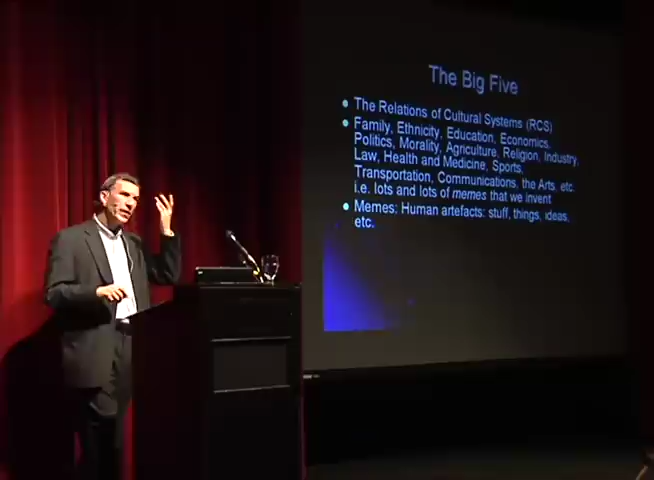 The Big Five
• The Relations of Cultural Systems (RCS)
• Family, Ethnicity, Education, Economics,
Politics, Morality, Agriculture, Religion, Industry,
Law, Health and Medicine, Sports,
Transportation, Communications, the Arts, etc.
i.e. lots and lots of memes that we invent
• Memes: Human artefacts: stuff, things, ideas,
etc.